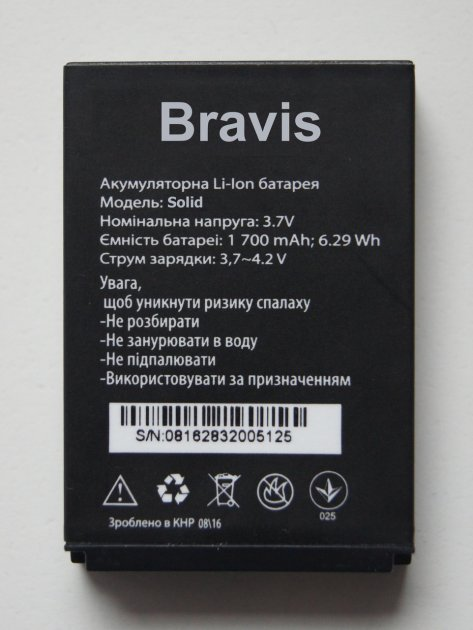 Bravis
Акумуляторна Li-Ion батарея
Модель: Solid
Номінальна напруга: 3.7V
Ємність батареі: 1 700 mAh; 6.29 Wh
Струм зарядки: 3,7~4.2 V
Увага,
щоб уникнути ризику спалаху
-Не розбирати
-Не занурювати в воду
-Не підпалювати
-Використовувати за призначенням
S/N:08162832005125
025
Зроблено в КНР 08\16